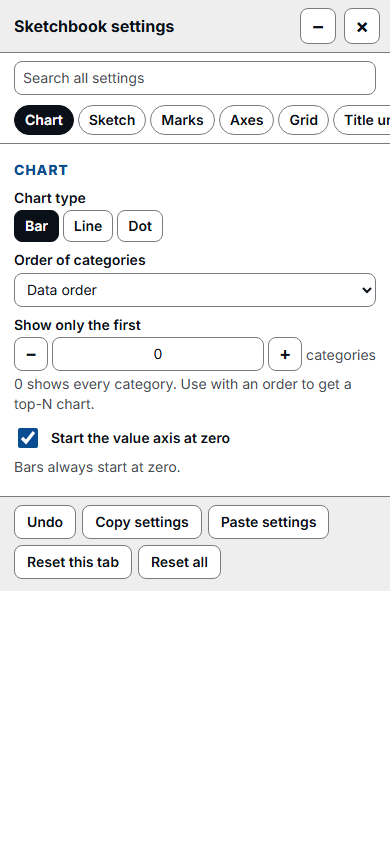 Sketchbook settings
−
×
Search all settings
Chart Sketch Marks Axes Grid Title
CHART
Chart type
Bar Line Dot
Order of categories
Data order
Show only the first
− 0 + categories
0 shows every category. Use with an order to get a
top-N chart.
Start the value axis at zero
Bars always start at zero.
Undo Copy settings Paste settings
Reset this tab Reset all